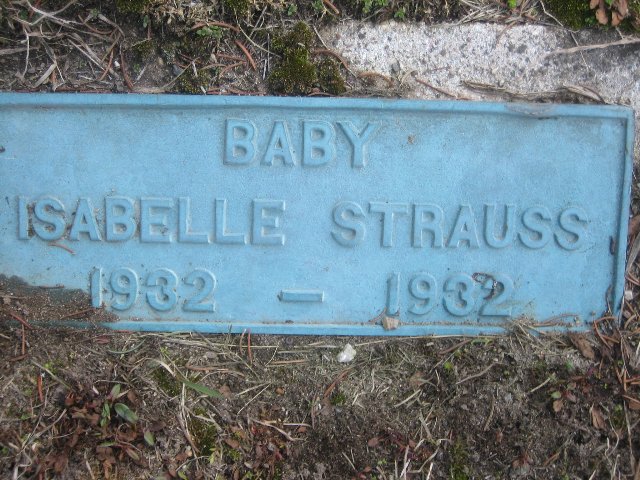 BABY
ISABELLE STRAUSS
1932 - 1932